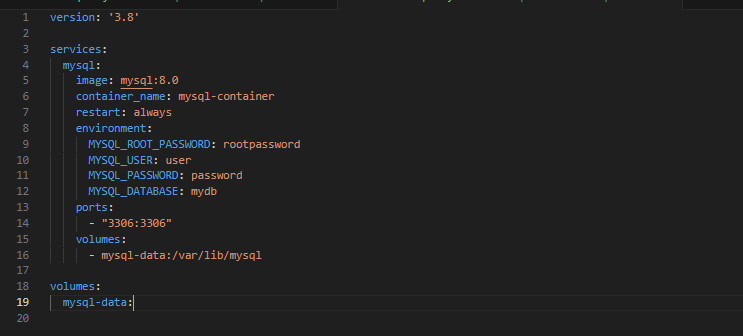 1 version: '3.8'
2
3 services:
4   mysql:
5     image: mysql:8.0
6     container_name: mysql-container
7     restart: always
8     environment:
9       MYSQL_ROOT_PASSWORD: rootpassword
10       MYSQL_USER: user
11       MYSQL_PASSWORD: password
12       MYSQL_DATABASE: mydb
13     ports:
14       - "3306:3306"
15     volumes:
16       - mysql-data:/var/lib/mysql
17
18 volumes:
19   mysql-data:
20